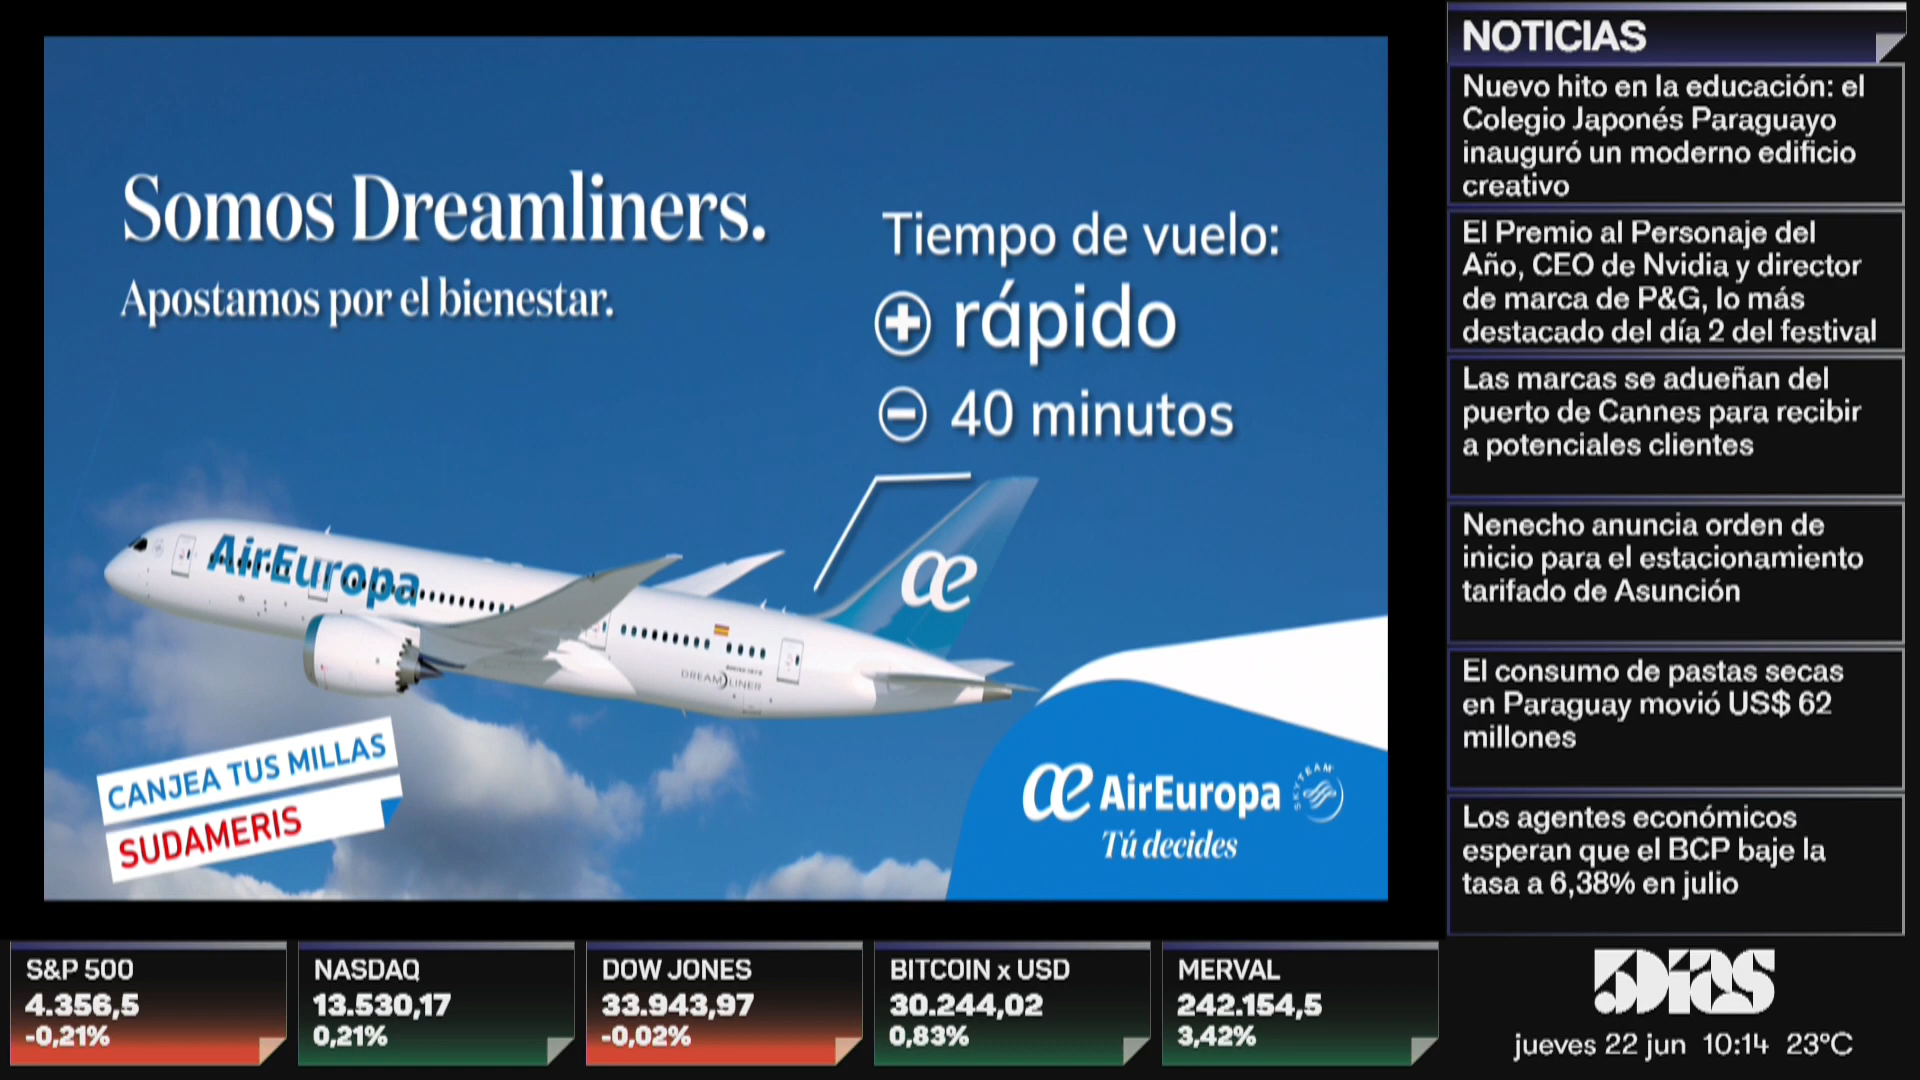 Somos Dreamliners.
Apostamos por el bienestar.
Tiempo de vuelo:
+ rápido
- 40 minutos
AirEuropa
æ
DREAMLINER
CANJEA TUS MILLAS
SUDAMERIS
æ AirEuropa
SKYTEAM
Tú decides
NOTICIAS
Nuevo hito en la educación: el
Colegio Japonés Paraguayo
inauguró un moderno edificio
creativo
El Premio al Personaje del
Año, CEO de Nvidia y director
de marca de P&G, lo más
destacado del día 2 del festival
Las marcas se adueñan del
puerto de Cannes para recibir
a potenciales clientes
Nenecho anuncia orden de
inicio para el estacionamiento
tarifado de Asunción
El consumo de pastas secas
en Paraguay movió US$ 62
millones
Los agentes económicos
esperan que el BCP baje la
tasa a 6,38% en julio
S&P 500
4.356,5
-0,21%
NASDAQ
13.530,17
0,21%
DOW JONES
33.943,97
-0,02%
BITCOIN x USD
30.244,02
0,83%
MERVAL
242.154,5
3,42%
5DIAS
jueves 22 jun 10:14 23°C